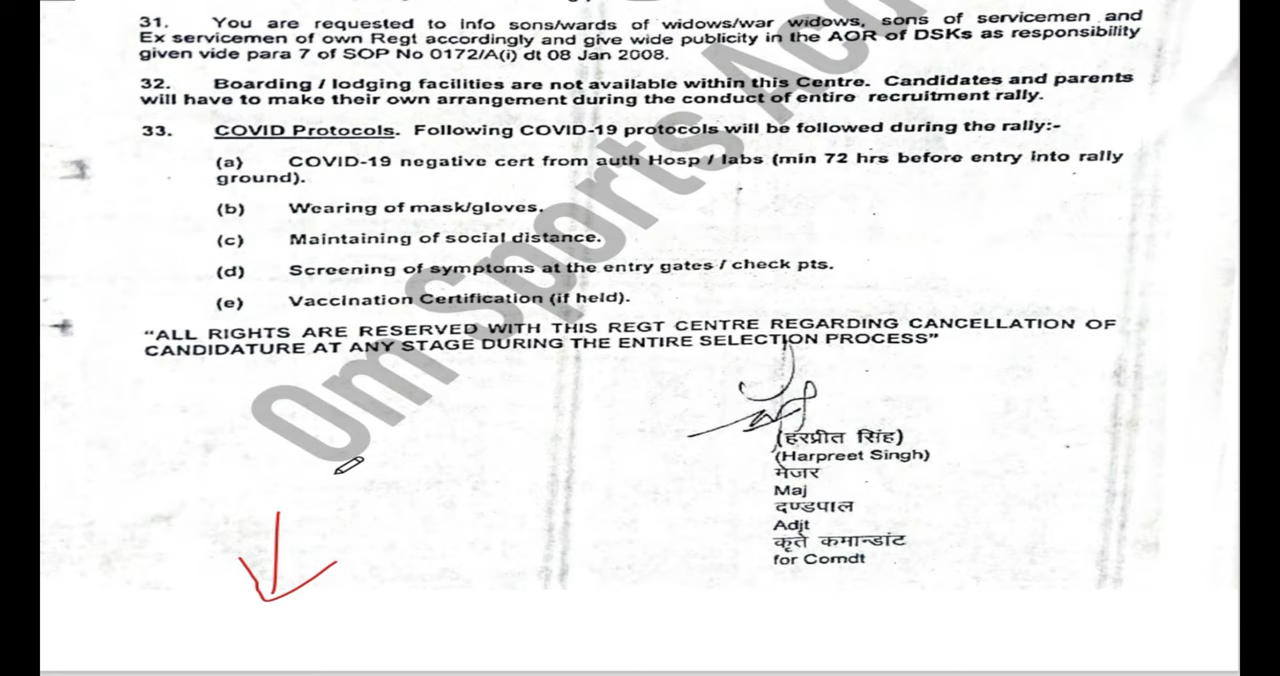 31. You are requested to info sons/wards of widows/war widows, sons of servicemen and
Ex servicemen of own Regt accordingly and give wide publicity in the AOR of DSKs as responsibility
given vide para 7 of SOP No 0172/A(i) dt 08 Jan 2008.
32. Boarding / lodging facilities are not available within this Centre. Candidates and parents
will have to make their own arrangement during the conduct of entire recruitment rally.
33. COVID Protocols. Following COVID-19 protocols will be followed during the rally:-
(a) COVID-19 negative cert from auth Hosp / labs (min 72 hrs before entry into rally
ground).
(b) Wearing of mask/gloves.
(c) Maintaining of social distance.
(d) Screening of symptoms at the entry gates / check pts.
(e) Vaccination Certification (if held).
"ALL RIGHTS ARE RESERVED WITH THIS REGT CENTRE REGARDING CANCELLATION OF
CANDIDATURE AT ANY STAGE DURING THE ENTIRE SELECTION PROCESS"
Om Sports
(हरप्रीत सिंह)
(Harpreet Singh)
मेजर
Maj
दण्डपाल
Adjt
कृते कमान्डांट
for Comdt